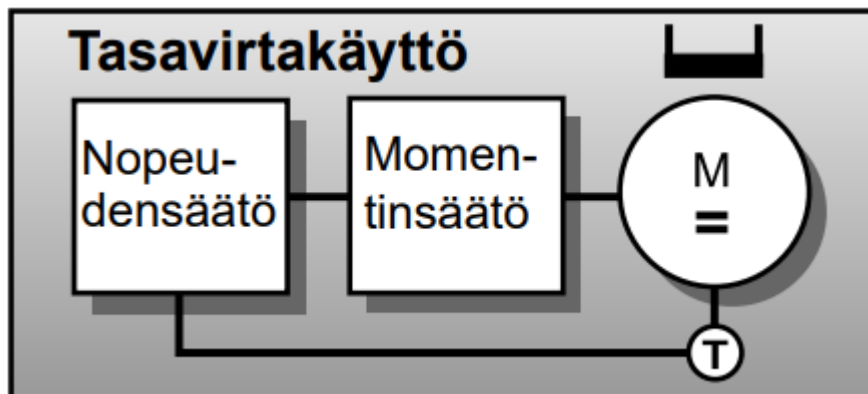 Tasavirtakäyttö
Nopeu-
densäätö
Momen-
tinsäätö
M
=
T